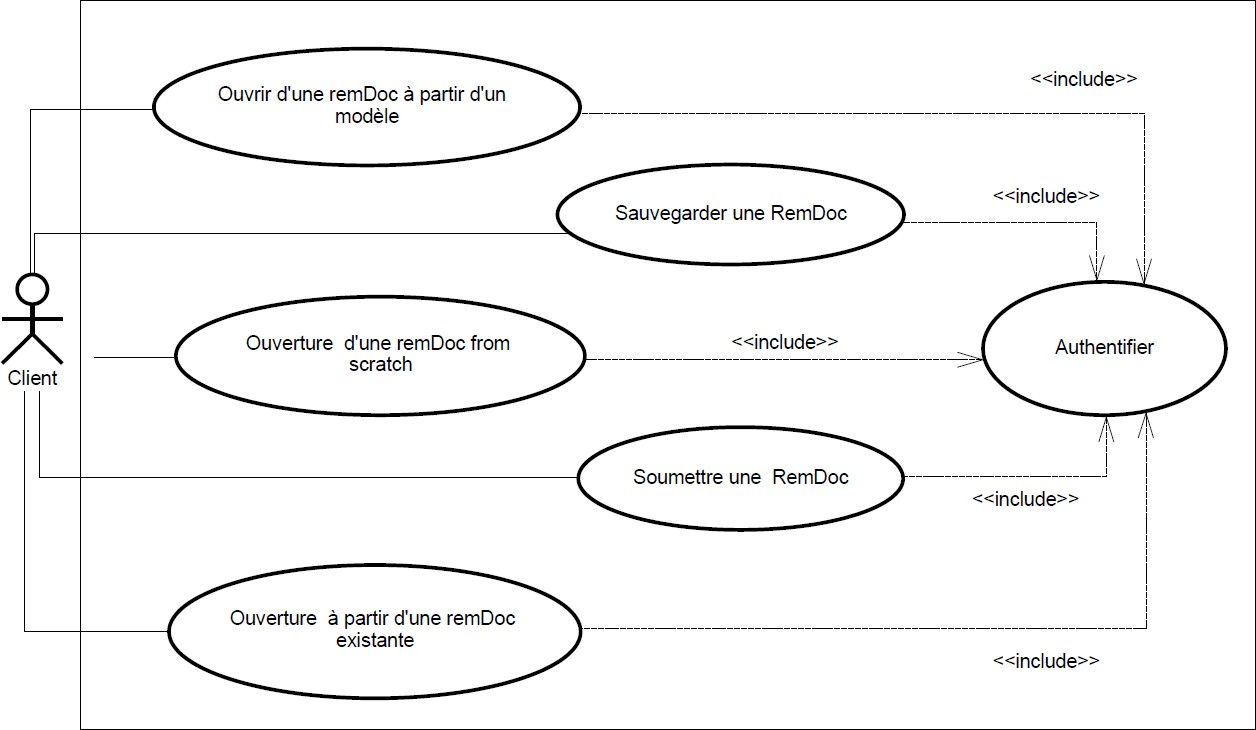 Ouvrir d'une remDoc à partir d'un
modèle
<<include>>
Sauvegarder une RemDoc
<<include>>
Client
Ouverture  d'une remDoc from
scratch
<<include>>
Authentifier
Soumettre une  RemDoc
<<include>>
Ouverture  à partir d'une remDoc
existante
<<include>>